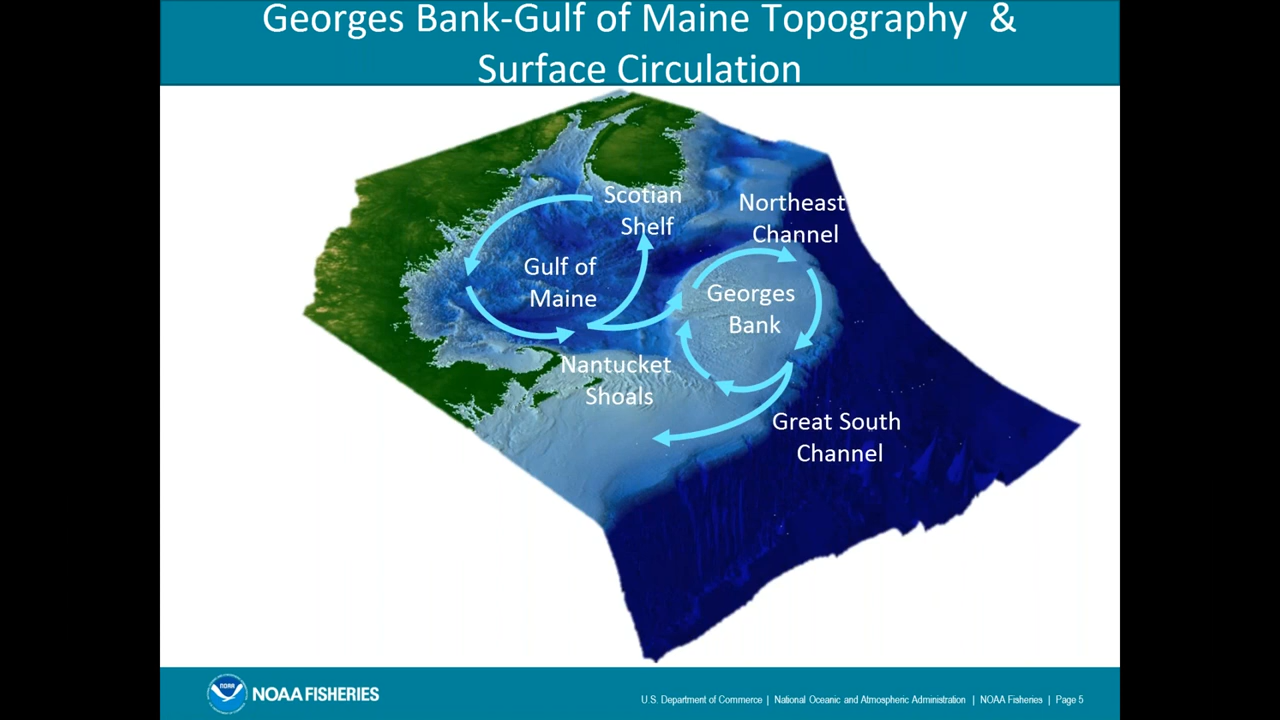 Georges Bank-Gulf of Maine Topography &
Surface Circulation
Scotian
Shelf
Northeast
Channel
Gulf of
Maine
Georges
Bank
Nantucket
Shoals
Great South
Channel
NOAA
NOAA FISHERIES
U.S. Department of Commerce | National Oceanic and Atmospheric Administration | NOAA Fisheries | Page 5